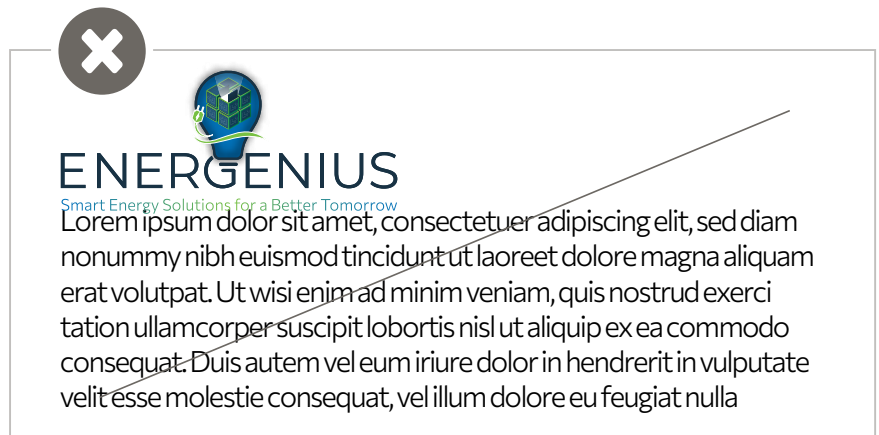 ENERGENIUS
Smart Energy Solutions for a Better Tomorrow
Lorem ipsum dolor sit amet, consectetuer adipiscing elit, sed diam
nonummy nibh euismod tincidunt ut laoreet dolore magna aliquam
erat volutpat. Ut wisi enim ad minim veniam, quis nostrud exerci
tation ullamcorper suscipit lobortis nisl ut aliquip ex ea commodo
consequat. Duis autem vel eum iriure dolor in hendrerit in vulputate
velit esse molestie consequat, vel illum dolore eu feugiat nulla